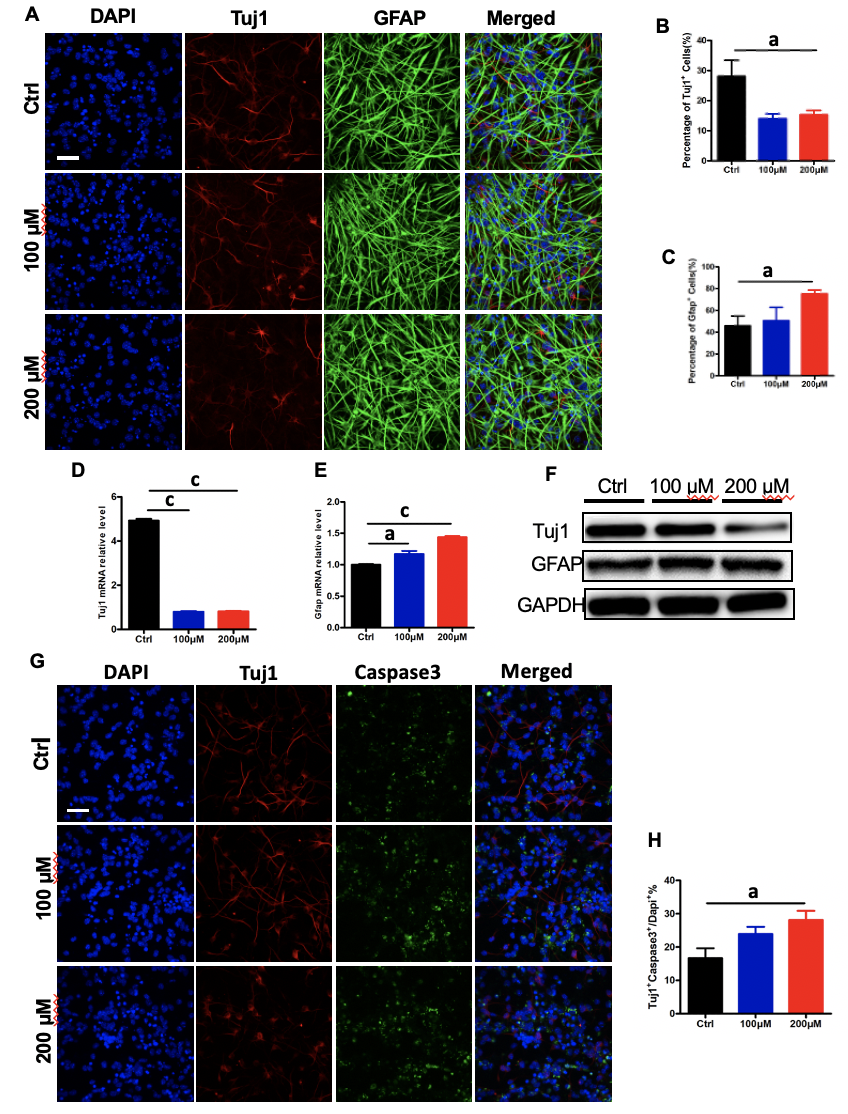 A
DAPI Tuj1 GFAP Merged
Ctrl
100 µM
200 µM
B
a
Percentage of Tuj1⁺ Cells(%)
40
30
20
10
0
Ctrl 100µM 200µM
C
a
Percentage of Gfap⁺ Cells(%)
100
80
60
40
20
0
Ctrl 100µM 200µM
D
c
c
Tuj1 mRNA relative level
6
4
2
0
Ctrl 100µM 200µM
E
c
a
Gfap mRNA relative level
2.0
1.5
1.0
0.5
0.0
Ctrl 100µM 200µM
F
Ctrl 100 µM 200 µM
Tuj1
GFAP
GAPDH
G
DAPI Tuj1 Caspase3 Merged
Ctrl
100 µM
200 µM
H
a
Tuj1⁺Caspase3⁺/Dapi⁺%
40
30
20
10
0
Ctrl 100µM 200µM